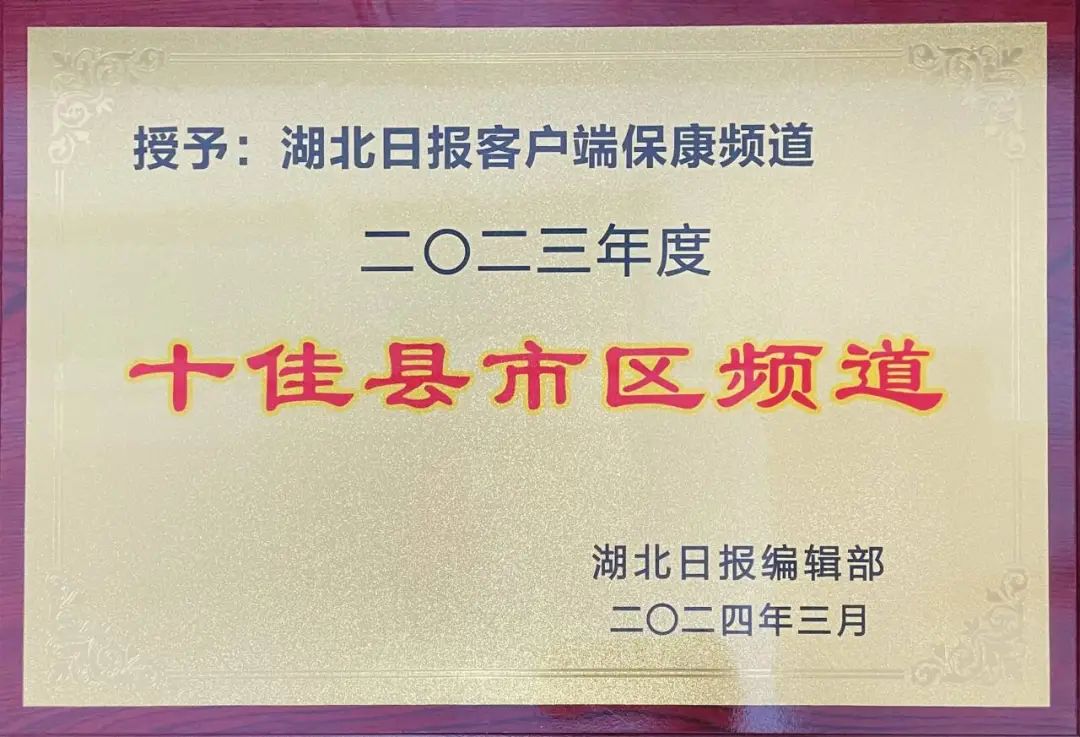 授予：湖北日报客户端保康频道
二〇二三年度
十佳县市区频道
湖北日报编辑部
二〇二四年三月